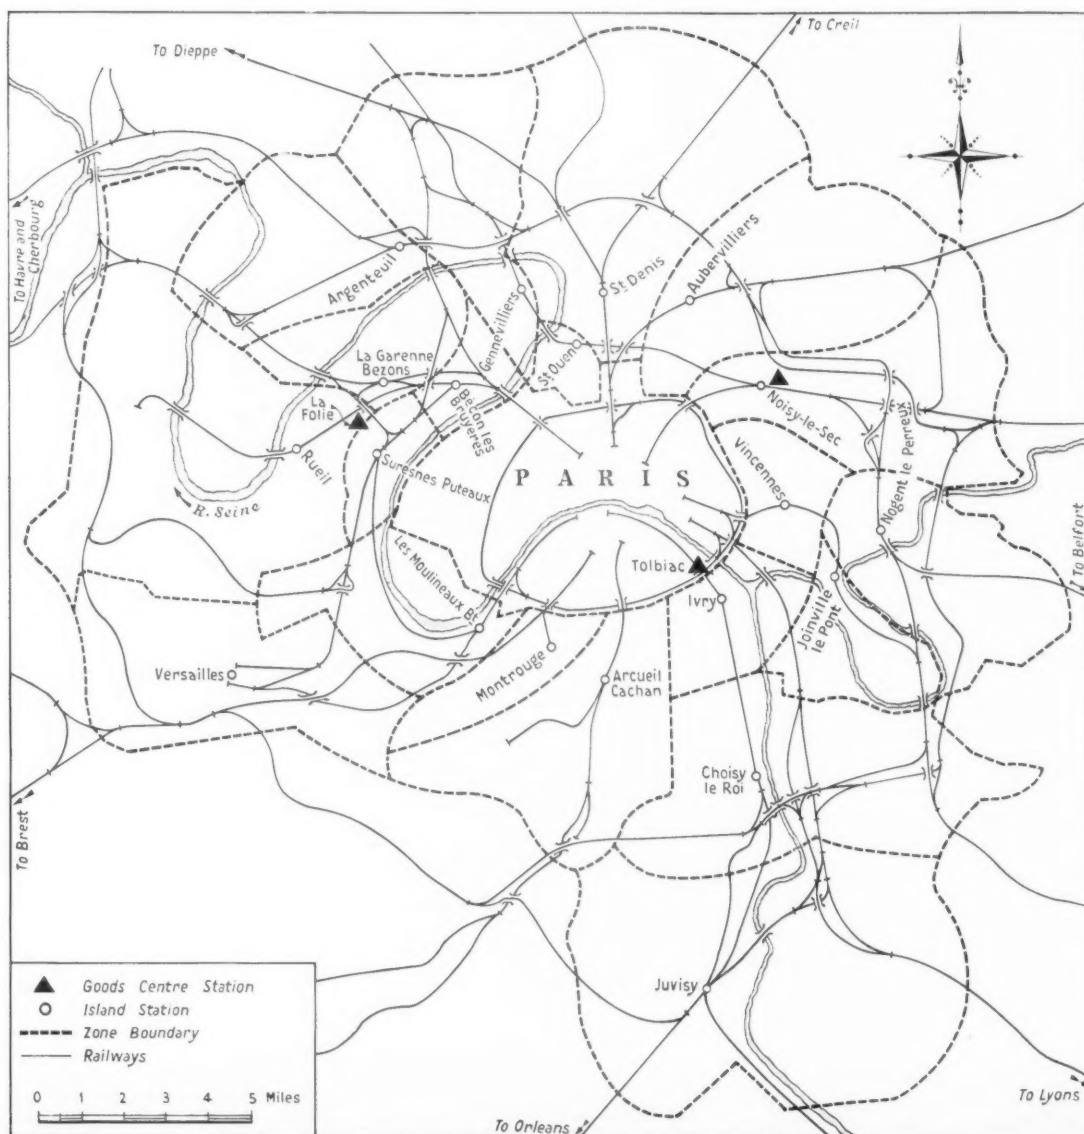 To Dieppe
To Creil
To Havre and
Cherbourg
Argenteuil
Gennevilliers
St Denis
Aubervilliers
St Ouen
La Garenne
Bezons
La
Folie
Becon les
Bruyeres
Noisy-le-Sec
Rueil
Suresnes Puteaux
PARIS
Vincennes
Nogent le Perreux
R. Seine
Les Moulineaux Bt
Tolbiac
Ivry
Joinville
le Pont
To Belfort
Versailles
Montrouge
Arcueil
Cachan
Choisy
le Roi
To Brest
Juvisy
Goods Centre Station
Island Station
Zone Boundary
Railways
0 1 2 3 4 5 Miles
To Orleans
To Lyons